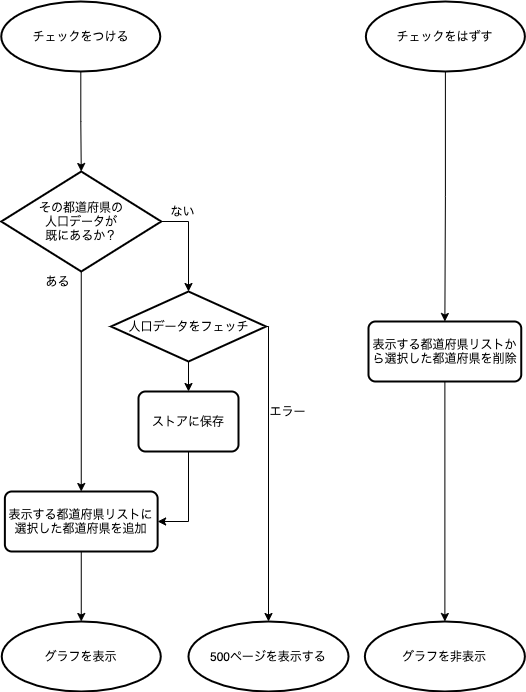 チェックをつける
チェックをはずす
その都道府県の
人口データが
既にあるか？
ない
ある
人口データをフェッチ
表示する都道府県リストか
ら選択した都道府県を削除
ストアに保存
エラー
表示する都道府県リストに
選択した都道府県を追加
グラフを表示
500ページを表示する
グラフを非表示